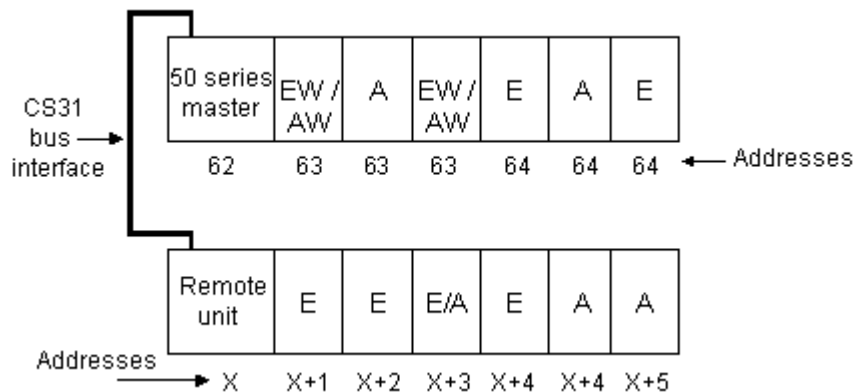 50 series
master
EW /
AW
A
EW /
AW
E
A
E
CS31
bus
interface
62 63 63 63 64 64 64
Addresses
Remote
unit
E E E/A E A A
Addresses
X X+1 X+2 X+3 X+4 X+4 X+5